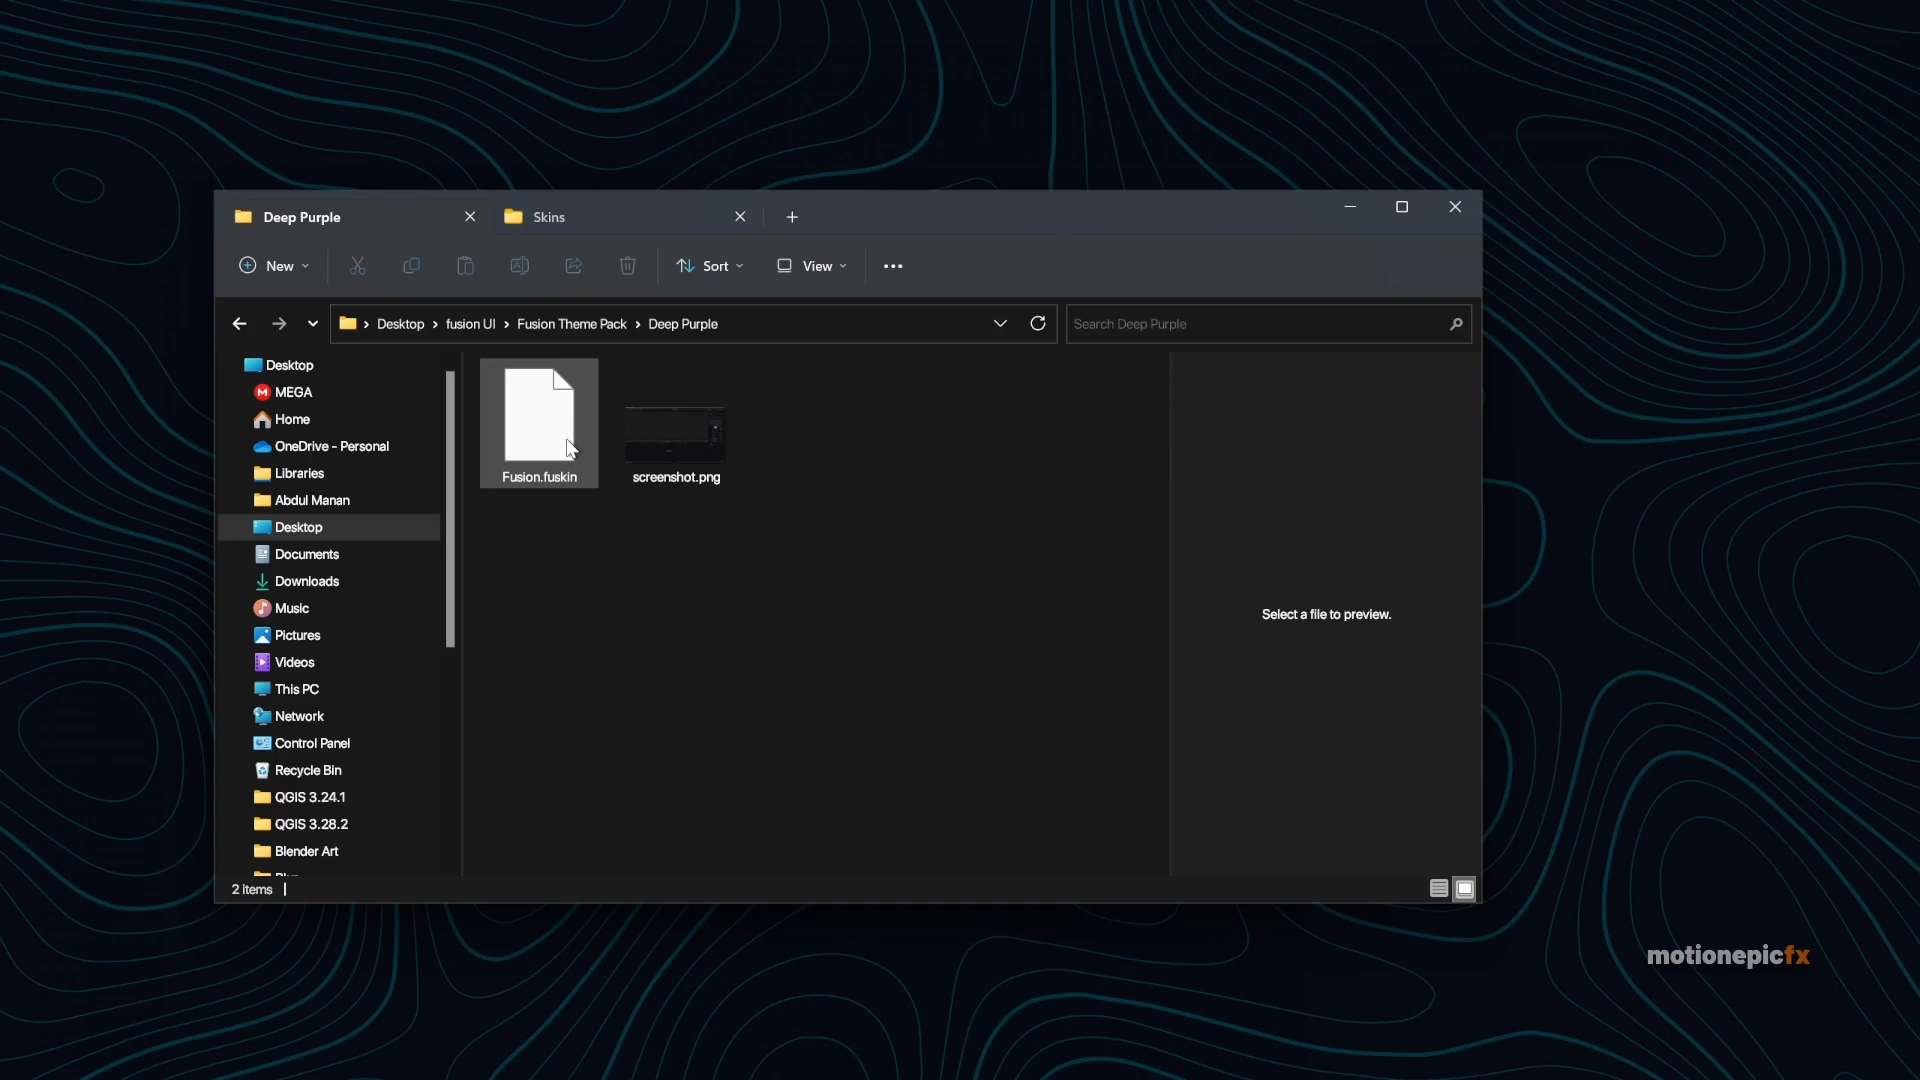 Deep Purple
Skins
New
Sort
View
Desktop › fusion UI › Fusion Theme Pack › Deep Purple
Search Deep Purple
Desktop
MEGA
Home
OneDrive - Personal
Libraries
Abdul Manan
Desktop
Documents
Downloads
Music
Pictures
Videos
This PC
Network
Control Panel
Recycle Bin
QGIS 3.24.1
QGIS 3.28.2
Blender Art
Fusion.fuskin
screenshot.png
Select a file to preview.
2 items
motionepicfx